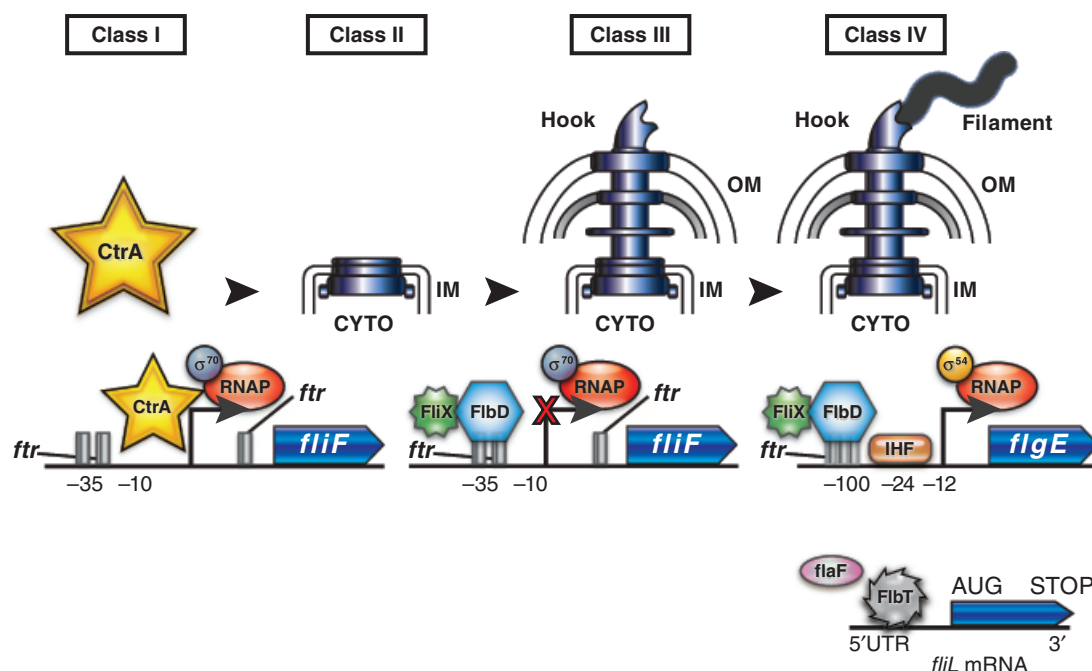 Class I
Class II
Class III
Class IV
CtrA
IM
CYTO
Hook
OM
IM
CYTO
Hook
Filament
OM
IM
CYTO
ftr
CtrA
σ70
RNAP
ftr
fliF
–35 –10
ftr
FliX
FlbD
X
σ70
RNAP
ftr
fliF
–35 –10
ftr
FliX
FlbD
IHF
σ54
RNAP
flgE
–100 –24 –12
flaF
FlbT
AUG STOP
5′UTR 3′
fliL mRNA